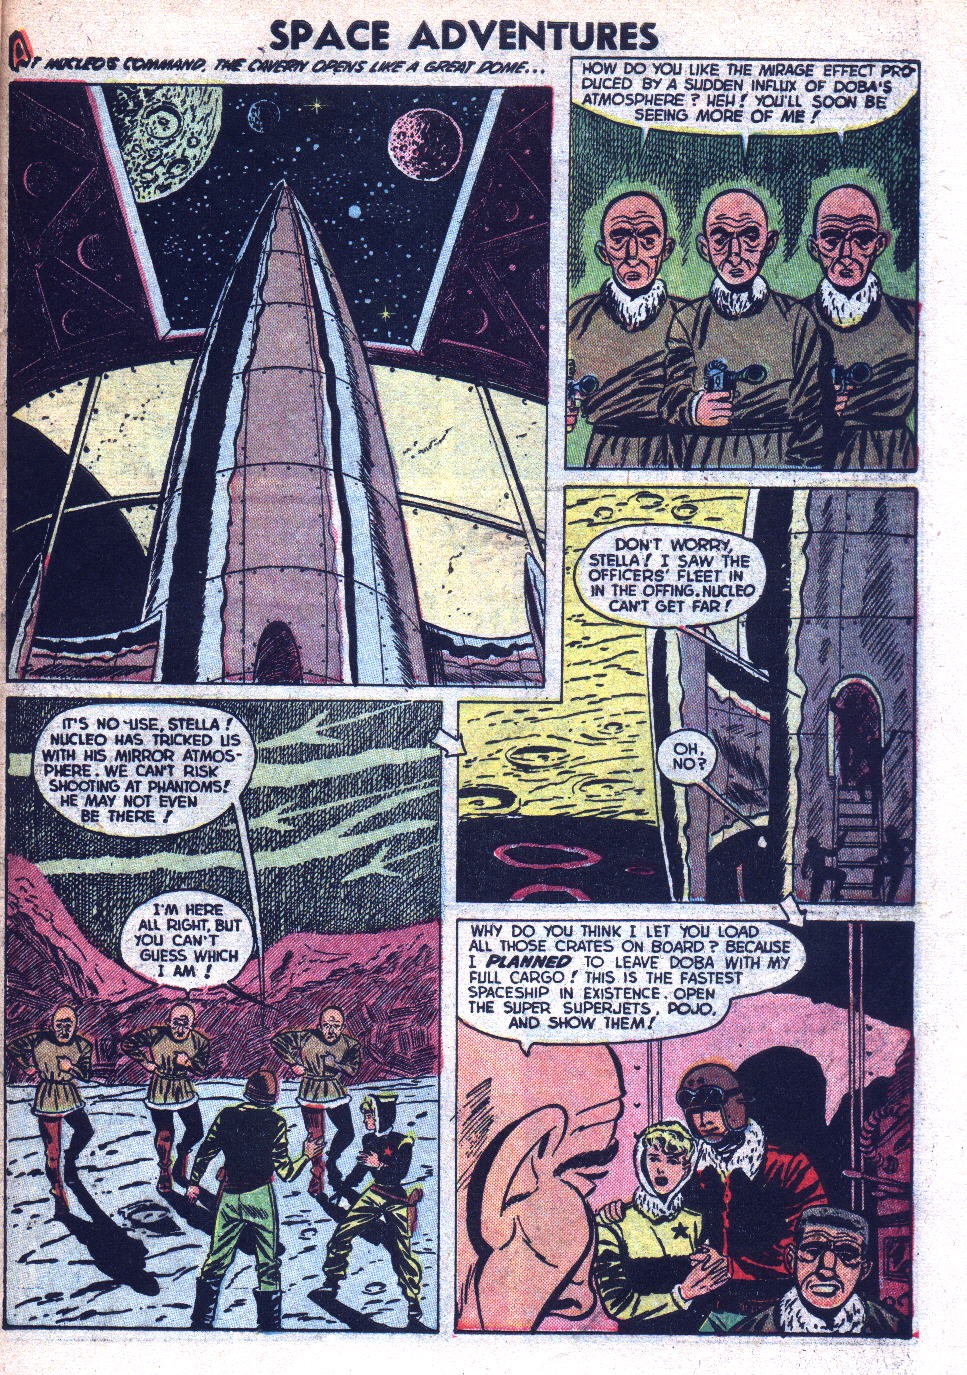 SPACE ADVENTURES
AT NUCLEO'S COMMAND, THE CAVERN OPENS LIKE A GREAT DOME...
HOW DO YOU LIKE THE MIRAGE EFFECT PRO-
DUCED BY A SUDDEN INFLUX OF DOBA'S
ATMOSPHERE? HEH! YOU'LL SOON BE
SEEING MORE OF ME!
IT'S NO USE, STELLA!
NUCLEO HAS TRICKED US
WITH HIS MIRROR ATMOS-
PHERE. WE CAN'T RISK
SHOOTING AT PHANTOMS!
HE MAY NOT EVEN
BE THERE!
I'M HERE
ALL RIGHT, BUT
YOU CAN'T
GUESS WHICH
I AM!
DON'T WORRY,
STELLA! I SAW THE
OFFICERS' FLEET IN
IN THE OFFING. NUCLEO
CAN'T GET FAR!
OH,
NO?
WHY DO YOU THINK I LET YOU LOAD
ALL THOSE CRATES ON BOARD? BECAUSE
I PLANNED TO LEAVE DOBA WITH MY
FULL CARGO! THIS IS THE FASTEST
SPACESHIP IN EXISTENCE. OPEN
THE SUPER SUPERJETS, POJO,
AND SHOW THEM!